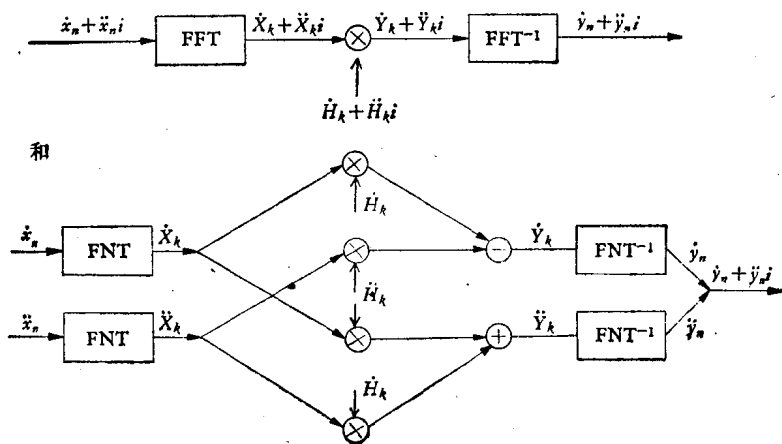 ẋₙ+ẍₙi FFT Ẋₖ+Ẍₖi ⊗ Ẏₖ+Ÿₖi FFT⁻¹ ẏₙ+ÿₙi
Ḣₖ+Ḧₖi
和
⊗
Ḣₖ
ẋₙ FNT Ẋₖ ⊗ ⊖ Ẏₖ FNT⁻¹ ẏₙ
ẏₙ+ÿₙi
Ḧₖ
ẍₙ FNT Ẍₖ ⊗ ⊕ Ÿₖ FNT⁻¹ ÿₙ
Ḣₖ
⊗